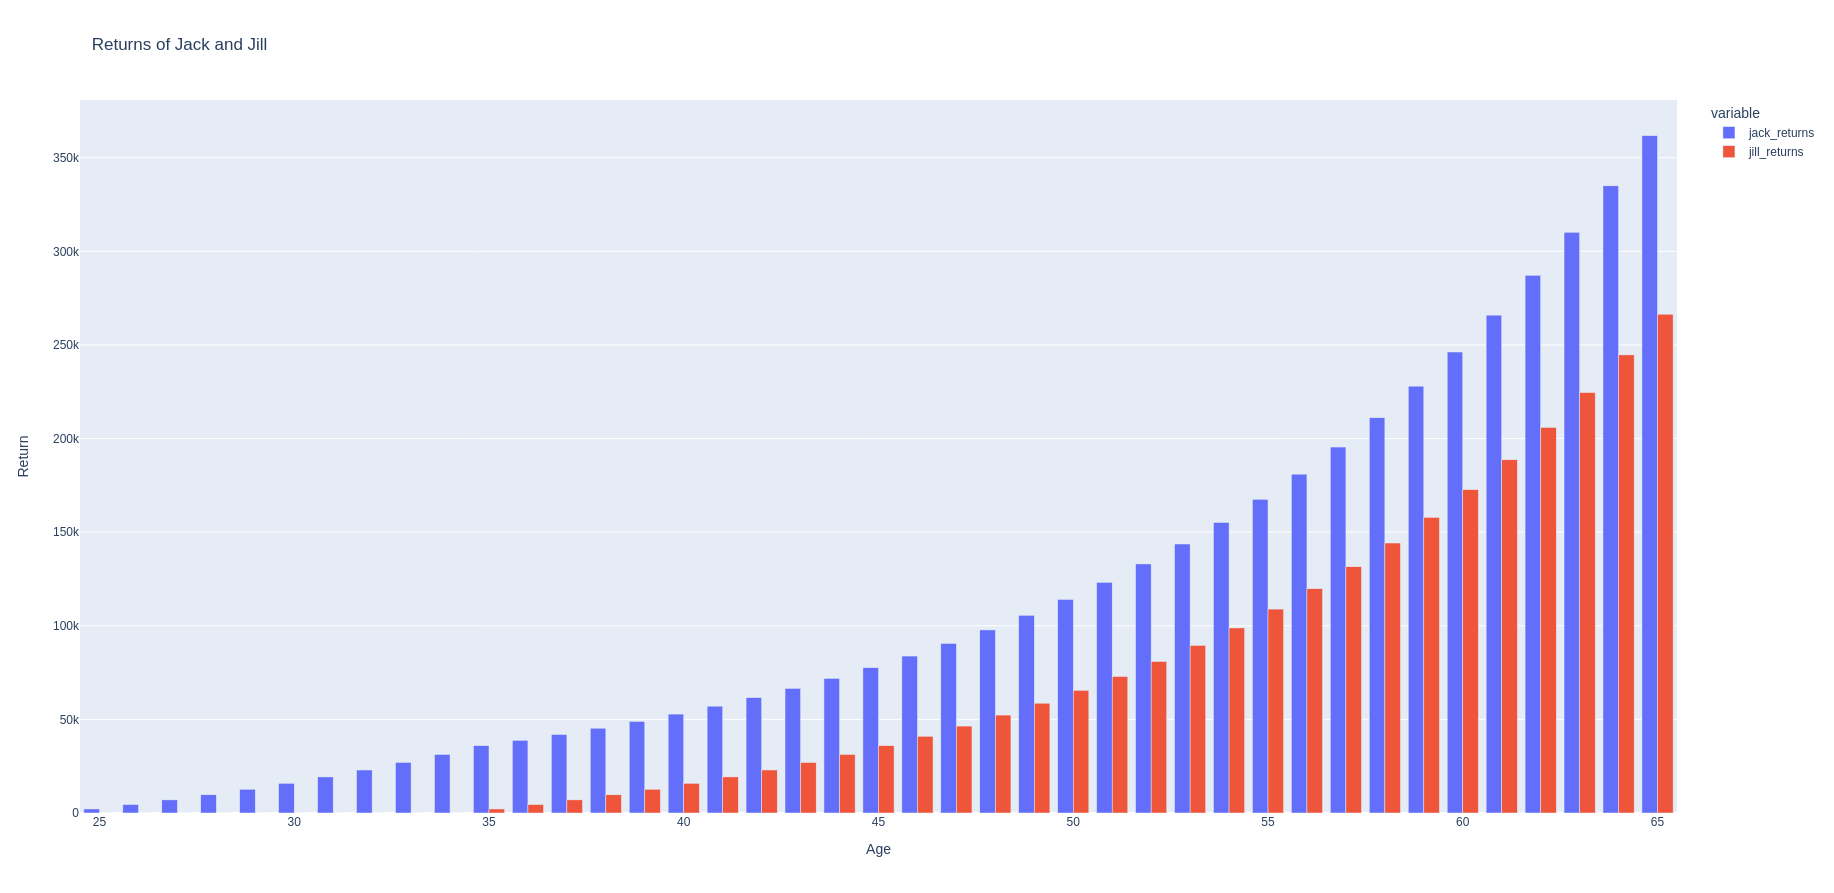 Returns of Jack and Jill
variable
jack_returns
jill_returns
350k
300k
250k
200k
150k
100k
50k
0
Return
25 30 35 40 45 50 55 60 65
Age